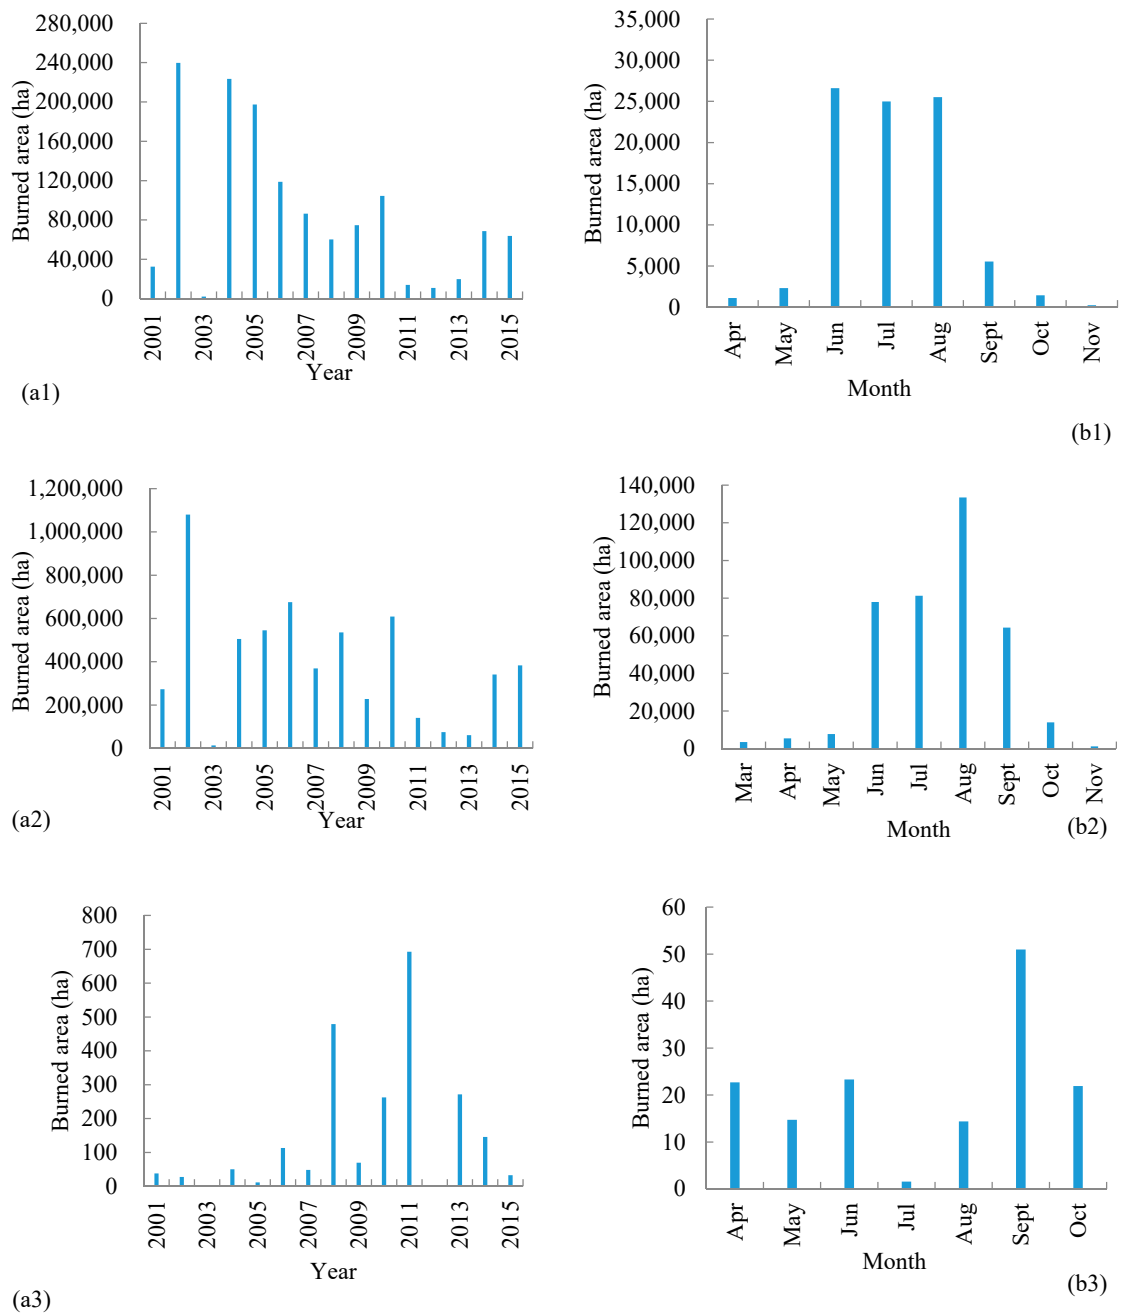 280,000
240,000
200,000
160,000
120,000
80,000
40,000
0
Burned area (ha)
2001
2003
2005
2007
2009
2011
2013
2015
Year
(a1)
35,000
30,000
25,000
20,000
15,000
10,000
5,000
0
Burned area (ha)
Apr
May
Jun
Jul
Aug
Sept
Oct
Nov
Month
(b1)
1,200,000
1,000,000
800,000
600,000
400,000
200,000
0
Burned area (ha)
2001
2003
2005
2007
2009
2011
2013
2015
Year
(a2)
140,000
120,000
100,000
80,000
60,000
40,000
20,000
0
Burned area (ha)
Mar
Apr
May
Jun
Jul
Aug
Sept
Oct
Nov
Month
(b2)
800
700
600
500
400
300
200
100
0
Burned area (ha)
2001
2003
2005
2007
2009
2011
2013
2015
Year
(a3)
60
50
40
30
20
10
0
Burned area (ha)
Apr
May
Jun
Jul
Aug
Sept
Oct
Month
(b3)